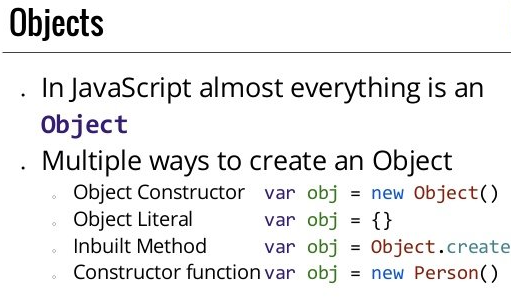 Objects
. In JavaScript almost everything is an
Object
. Multiple ways to create an Object
◦ Object Constructor var obj = new Object()
◦ Object Literal var obj = {}
◦ Inbuilt Method var obj = Object.create
◦ Constructor function var obj = new Person()